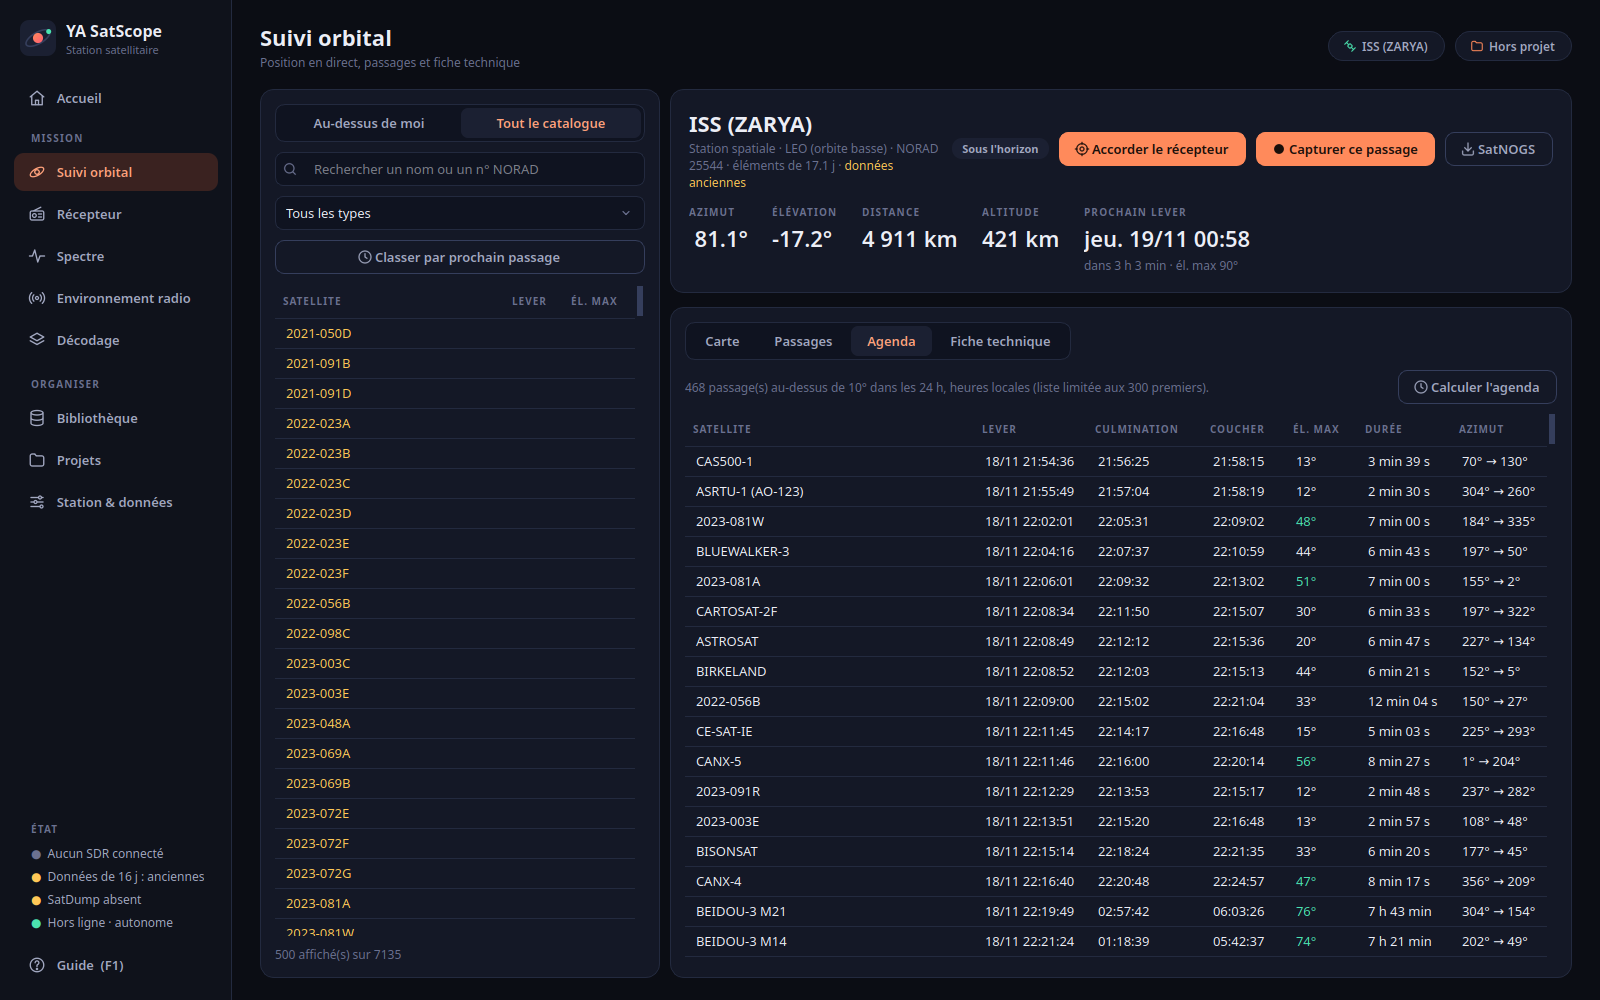 YA SatScope
Station satellitaire
Accueil
MISSION
Suivi orbital
Récepteur
Spectre
Environnement radio
Décodage
ORGANISER
Bibliothèque
Projets
Station & données
ÉTAT
Aucun SDR connecté
Données de 16 j : anciennes
SatDump absent
Hors ligne · autonome
Guide (F1)
Suivi orbital
Position en direct, passages et fiche technique
ISS (ZARYA)
Hors projet
Au-dessus de moi
Tout le catalogue
Rechercher un nom ou un n° NORAD
Tous les types
Classer par prochain passage
SATELLITE LEVER ÉL. MAX
2021-050D
2021-091B
2021-091D
2022-023A
2022-023B
2022-023C
2022-023D
2022-023E
2022-023F
2022-056B
2022-098C
2023-003C
2023-003E
2023-048A
2023-069A
2023-069B
2023-072E
2023-072F
2023-072G
2023-081A
2023-081W
500 affiché(s) sur 7135
ISS (ZARYA)
Station spatiale · LEO (orbite basse) · NORAD
25544 · éléments de 17.1 j · données
anciennes
Sous l'horizon
Accorder le récepteur
Capturer ce passage
SatNOGS
AZIMUT ÉLÉVATION DISTANCE ALTITUDE PROCHAIN LEVER
81.1° -17.2° 4 911 km 421 km jeu. 19/11 00:58
dans 3 h 3 min · él. max 90°
Carte Passages Agenda Fiche technique
468 passage(s) au-dessus de 10° dans les 24 h, heures locales (liste limitée aux 300 premiers).
Calculer l'agenda
SATELLITE LEVER CULMINATION COUCHER ÉL. MAX DURÉE AZIMUT
CAS500-1 18/11 21:54:36 21:56:25 21:58:15 13° 3 min 39 s 70° → 130°
ASRTU-1 (AO-123) 18/11 21:55:49 21:57:04 21:58:19 12° 2 min 30 s 304° → 260°
2023-081W 18/11 22:02:01 22:05:31 22:09:02 48° 7 min 00 s 184° → 335°
BLUEWALKER-3 18/11 22:04:16 22:07:37 22:10:59 44° 6 min 43 s 197° → 50°
2023-081A 18/11 22:06:01 22:09:32 22:13:02 51° 7 min 00 s 155° → 2°
CARTOSAT-2F 18/11 22:08:34 22:11:50 22:15:07 30° 6 min 33 s 197° → 322°
ASTROSAT 18/11 22:08:49 22:12:12 22:15:36 20° 6 min 47 s 227° → 134°
BIRKELAND 18/11 22:08:52 22:12:03 22:15:13 44° 6 min 21 s 152° → 5°
2022-056B 18/11 22:09:00 22:15:02 22:21:04 33° 12 min 04 s 150° → 27°
CE-SAT-IE 18/11 22:11:45 22:14:17 22:16:48 15° 5 min 03 s 225° → 293°
CANX-5 18/11 22:11:46 22:16:00 22:20:14 56° 8 min 27 s 1° → 204°
2023-091R 18/11 22:12:29 22:13:53 22:15:17 12° 2 min 48 s 237° → 282°
2023-003E 18/11 22:13:51 22:15:20 22:16:48 13° 2 min 57 s 108° → 48°
BISONSAT 18/11 22:15:14 22:18:24 22:21:35 33° 6 min 20 s 177° → 45°
CANX-4 18/11 22:16:40 22:20:48 22:24:57 47° 8 min 17 s 356° → 209°
BEIDOU-3 M21 18/11 22:19:49 02:57:42 06:03:26 76° 7 h 43 min 304° → 154°
BEIDOU-3 M14 18/11 22:21:24 01:18:39 05:42:37 74° 7 h 21 min 202° → 49°